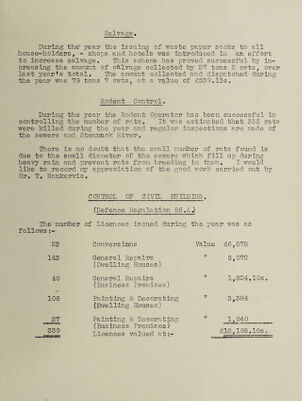 Salvage.
During the year the issuing of waste paper sacks to all
house-holders, - shops and hotels was introduced in an effort
to increase salvage. This scheme has proved successful by in-
creasing the amount of salvage collected by 27 tons 2 cwts, over
last year's total. The amount collected and dispatched during
the year was 79 tons 7 cwts, at a value of £539.13s.
Rodent Control.
During the year the Rodent Operator has been successful in
controlling the number of rats. It was estimated that 335 rats
were killed during the year and regular inspections are made of
the sewers and Stennack River.
There is no doubt that the small number of rats found is
due to the small diameter of the sewers which fill up during
heavy rain and prevent rats from breeding in them. I would
like to record my appreciation of the good work carried out by
Mr. T. Hankervis.
CONTROL OF CIVIL BUILDING.
(Defence Regulation 56.A)
The number of Licences issued during the year was as
follows:-
23 Conversions Value £6,878
143 General Repairs " 5,072
(Dwelling Houses)
40 General Repairs " 1,824.10s.
(Business Premises)
106 Painting & Decorating " 3,384
(Dwelling Houses)
27 Painting & Decorating " 1,040
(Business Premises)
339 Licences valued at:- £18,198.10s.